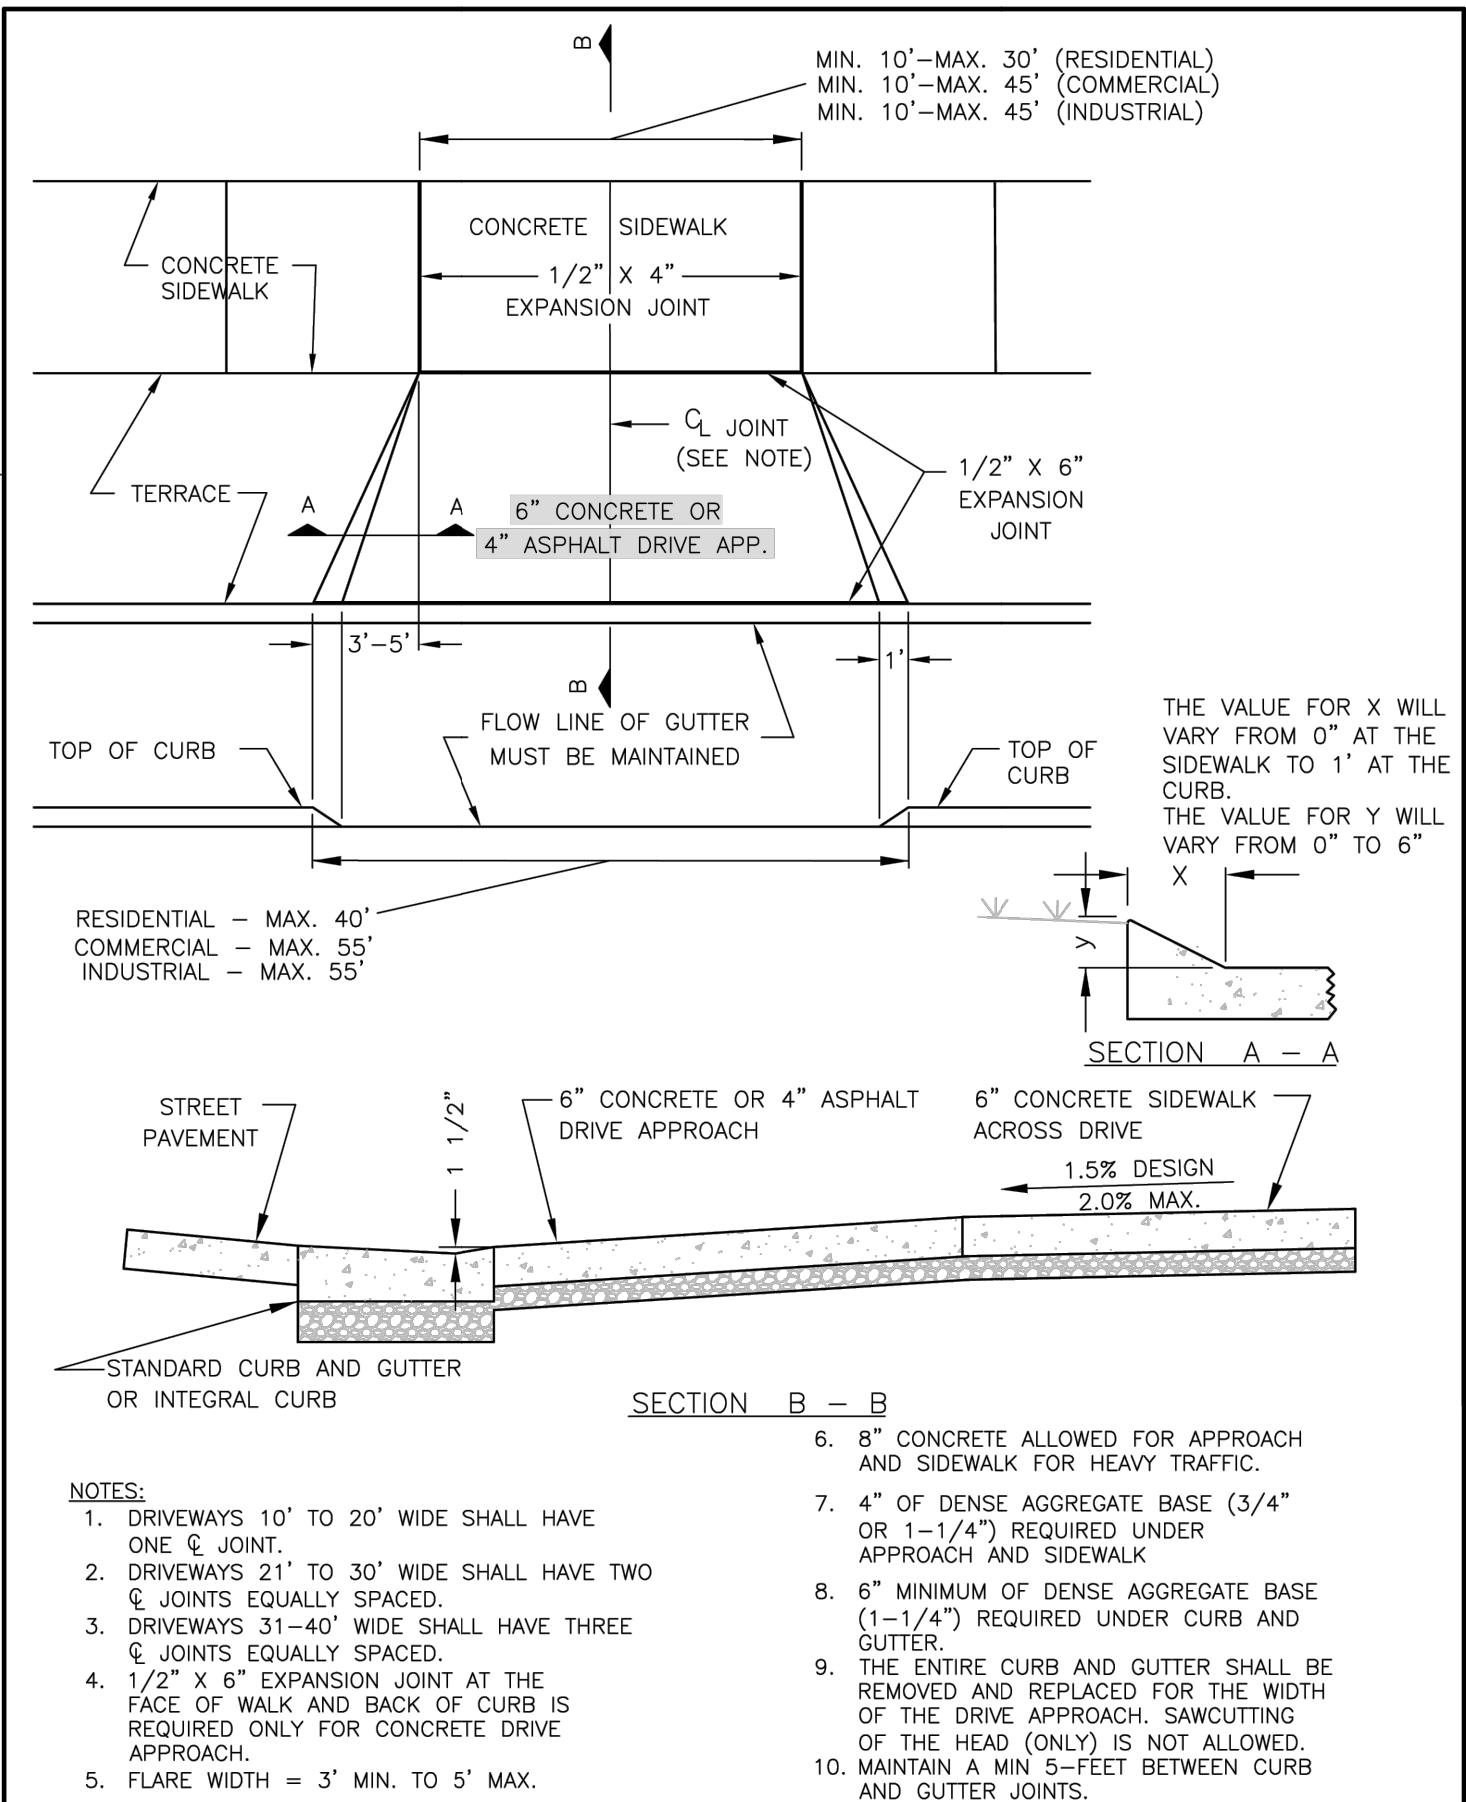 B
MIN. 10'-MAX. 30' (RESIDENTIAL)
MIN. 10'-MAX. 45' (COMMERCIAL)
MIN. 10'-MAX. 45' (INDUSTRIAL)
CONCRETE SIDEWALK
CONCRETE
SIDEWALK
1/2" X 4"
EXPANSION JOINT
℄ JOINT
(SEE NOTE)
1/2" X 6"
EXPANSION
JOINT
TERRACE
A A
6" CONCRETE OR
4" ASPHALT DRIVE APP.
3'-5'
1'
B
FLOW LINE OF GUTTER
MUST BE MAINTAINED
TOP OF CURB
TOP OF
CURB
THE VALUE FOR X WILL
VARY FROM 0" AT THE
SIDEWALK TO 1' AT THE
CURB.
THE VALUE FOR Y WILL
VARY FROM 0" TO 6"
X
y
RESIDENTIAL - MAX. 40'
COMMERCIAL - MAX. 55'
INDUSTRIAL - MAX. 55'
SECTION A - A
STREET
PAVEMENT
1 1/2"
6" CONCRETE OR 4" ASPHALT
DRIVE APPROACH
6" CONCRETE SIDEWALK
ACROSS DRIVE
1.5% DESIGN
2.0% MAX.
STANDARD CURB AND GUTTER
OR INTEGRAL CURB
SECTION B - B
NOTES:
1. DRIVEWAYS 10' TO 20' WIDE SHALL HAVE
ONE ℄ JOINT.
2. DRIVEWAYS 21' TO 30' WIDE SHALL HAVE TWO
℄ JOINTS EQUALLY SPACED.
3. DRIVEWAYS 31-40' WIDE SHALL HAVE THREE
℄ JOINTS EQUALLY SPACED.
4. 1/2" X 6" EXPANSION JOINT AT THE
FACE OF WALK AND BACK OF CURB IS
REQUIRED ONLY FOR CONCRETE DRIVE
APPROACH.
5. FLARE WIDTH = 3' MIN. TO 5' MAX.
6. 8" CONCRETE ALLOWED FOR APPROACH
AND SIDEWALK FOR HEAVY TRAFFIC.
7. 4" OF DENSE AGGREGATE BASE (3/4"
OR 1-1/4") REQUIRED UNDER
APPROACH AND SIDEWALK
8. 6" MINIMUM OF DENSE AGGREGATE BASE
(1-1/4") REQUIRED UNDER CURB AND
GUTTER.
9. THE ENTIRE CURB AND GUTTER SHALL BE
REMOVED AND REPLACED FOR THE WIDTH
OF THE DRIVE APPROACH. SAWCUTTING
OF THE HEAD (ONLY) IS NOT ALLOWED.
10. MAINTAIN A MIN 5-FEET BETWEEN CURB
AND GUTTER JOINTS.